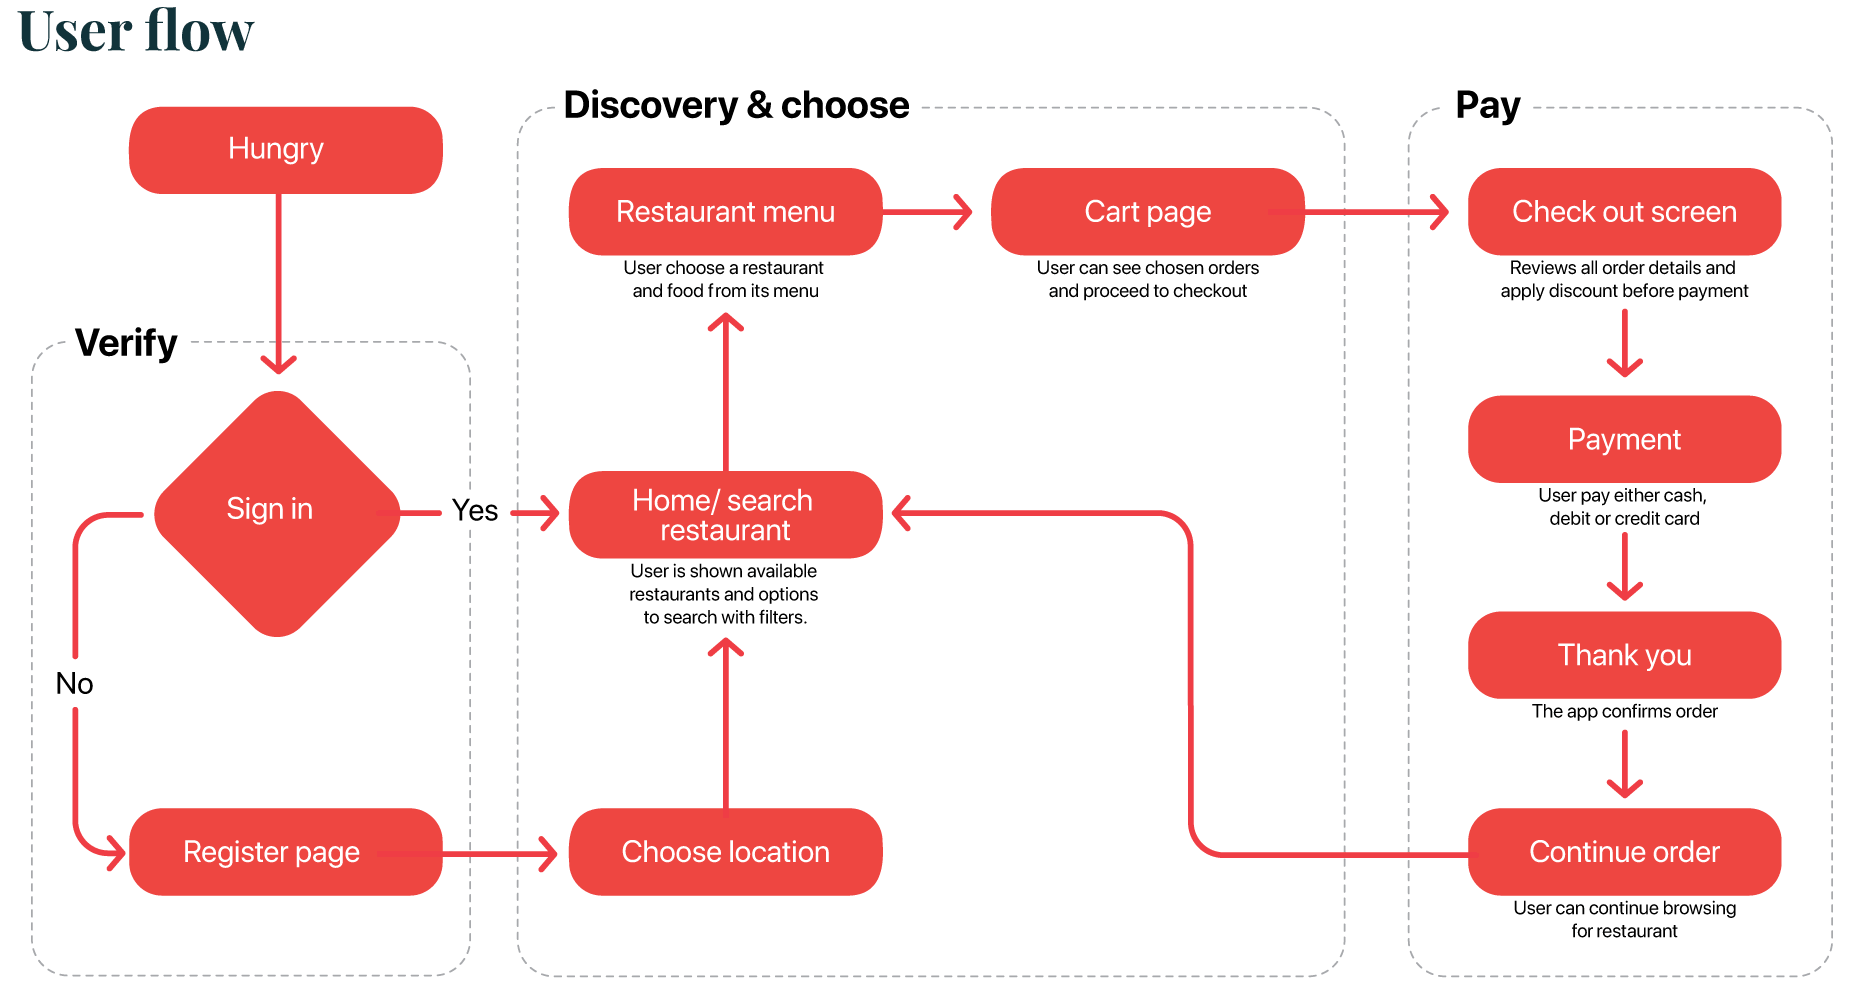 User flow
Hungry
Verify
Sign in
Yes
No
Register page
Discovery & choose
Restaurant menu
User choose a restaurant
and food from its menu
Cart page
User can see chosen orders
and proceed to checkout
Home/ search
restaurant
User is shown available
restaurants and options
to search with filters.
Choose location
Pay
Check out screen
Reviews all order details and
apply discount before payment
Payment
User pay either cash,
debit or credit card
Thank you
The app confirms order
Continue order
User can continue browsing
for restaurant